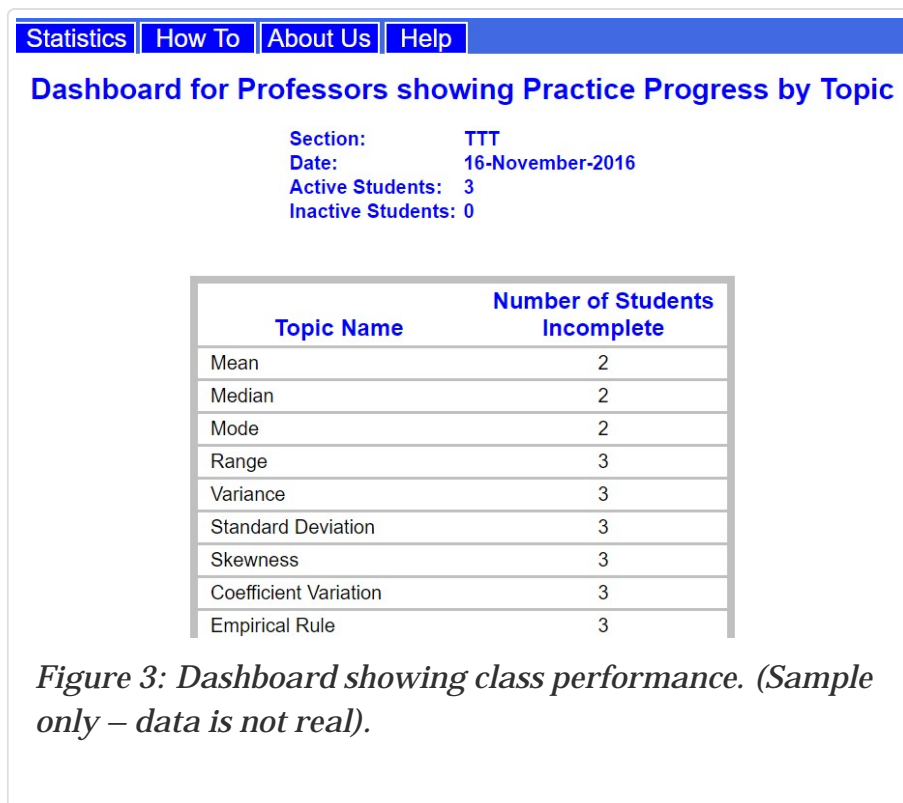 Statistics How To About Us Help
Dashboard for Professors showing Practice Progress by Topic
Section: TTT
Date: 16-November-2016
Active Students: 3
Inactive Students: 0
Topic Name Number of Students Incomplete
Mean 2
Median 2
Mode 2
Range 3
Variance 3
Standard Deviation 3
Skewness 3
Coefficient Variation 3
Empirical Rule 3
Figure 3: Dashboard showing class performance. (Sample
only – data is not real).